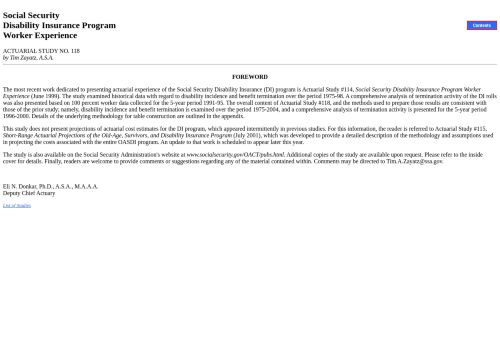 Social Security
Disability Insurance Program
Worker Experience
Contents
ACTUARIAL STUDY NO. 118
by Tim Zayatz, A.S.A.
FOREWORD
The most recent work dedicated to presenting actuarial experience of the Social Security Disability Insurance (DI) program is Actuarial Study #114, Social Security Disability Insurance Program Worker
Experience (June 1999). The study examined historical data with regard to disability incidence and benefit termination over the period 1975-98. A comprehensive analysis of termination activity of the DI rolls
was also presented based on 100 percent worker data collected for the 5-year period 1991-95. The overall content of Actuarial Study #118, and the methods used to prepare those results are consistent with
those of the prior study, namely, disability incidence and benefit termination is examined over the period 1975-2004, and a comprehensive analysis of termination activity is presented for the 5-year period
1996-2000. Details of the underlying methodology for table construction are outlined in the appendix.
This study does not present projections of actuarial cost estimates for the DI program, which appeared intermittently in previous studies. For this information, the reader is referred to Actuarial Study #115,
Short-Range Actuarial Projections of the Old-Age, Survivors, and Disability Insurance Program (July 2001), which was developed to provide a detailed description of the methodology and assumptions used
in projecting the costs associated with the entire OASDI program. An update to that work is scheduled to appear later this year.
The study is also available on the Social Security Administration's website at www.socialsecurity.gov/OACT/pubs.html. Additional copies of the study are available upon request. Please refer to the inside
cover for details. Finally, readers are welcome to provide comments or suggestions regarding any of the material contained within. Comments may be directed to Tim.A.Zayatz@ssa.gov.
Eli N. Donkar, Ph.D., A.S.A., M.A.A.A.
Deputy Chief Actuary
List of Studies